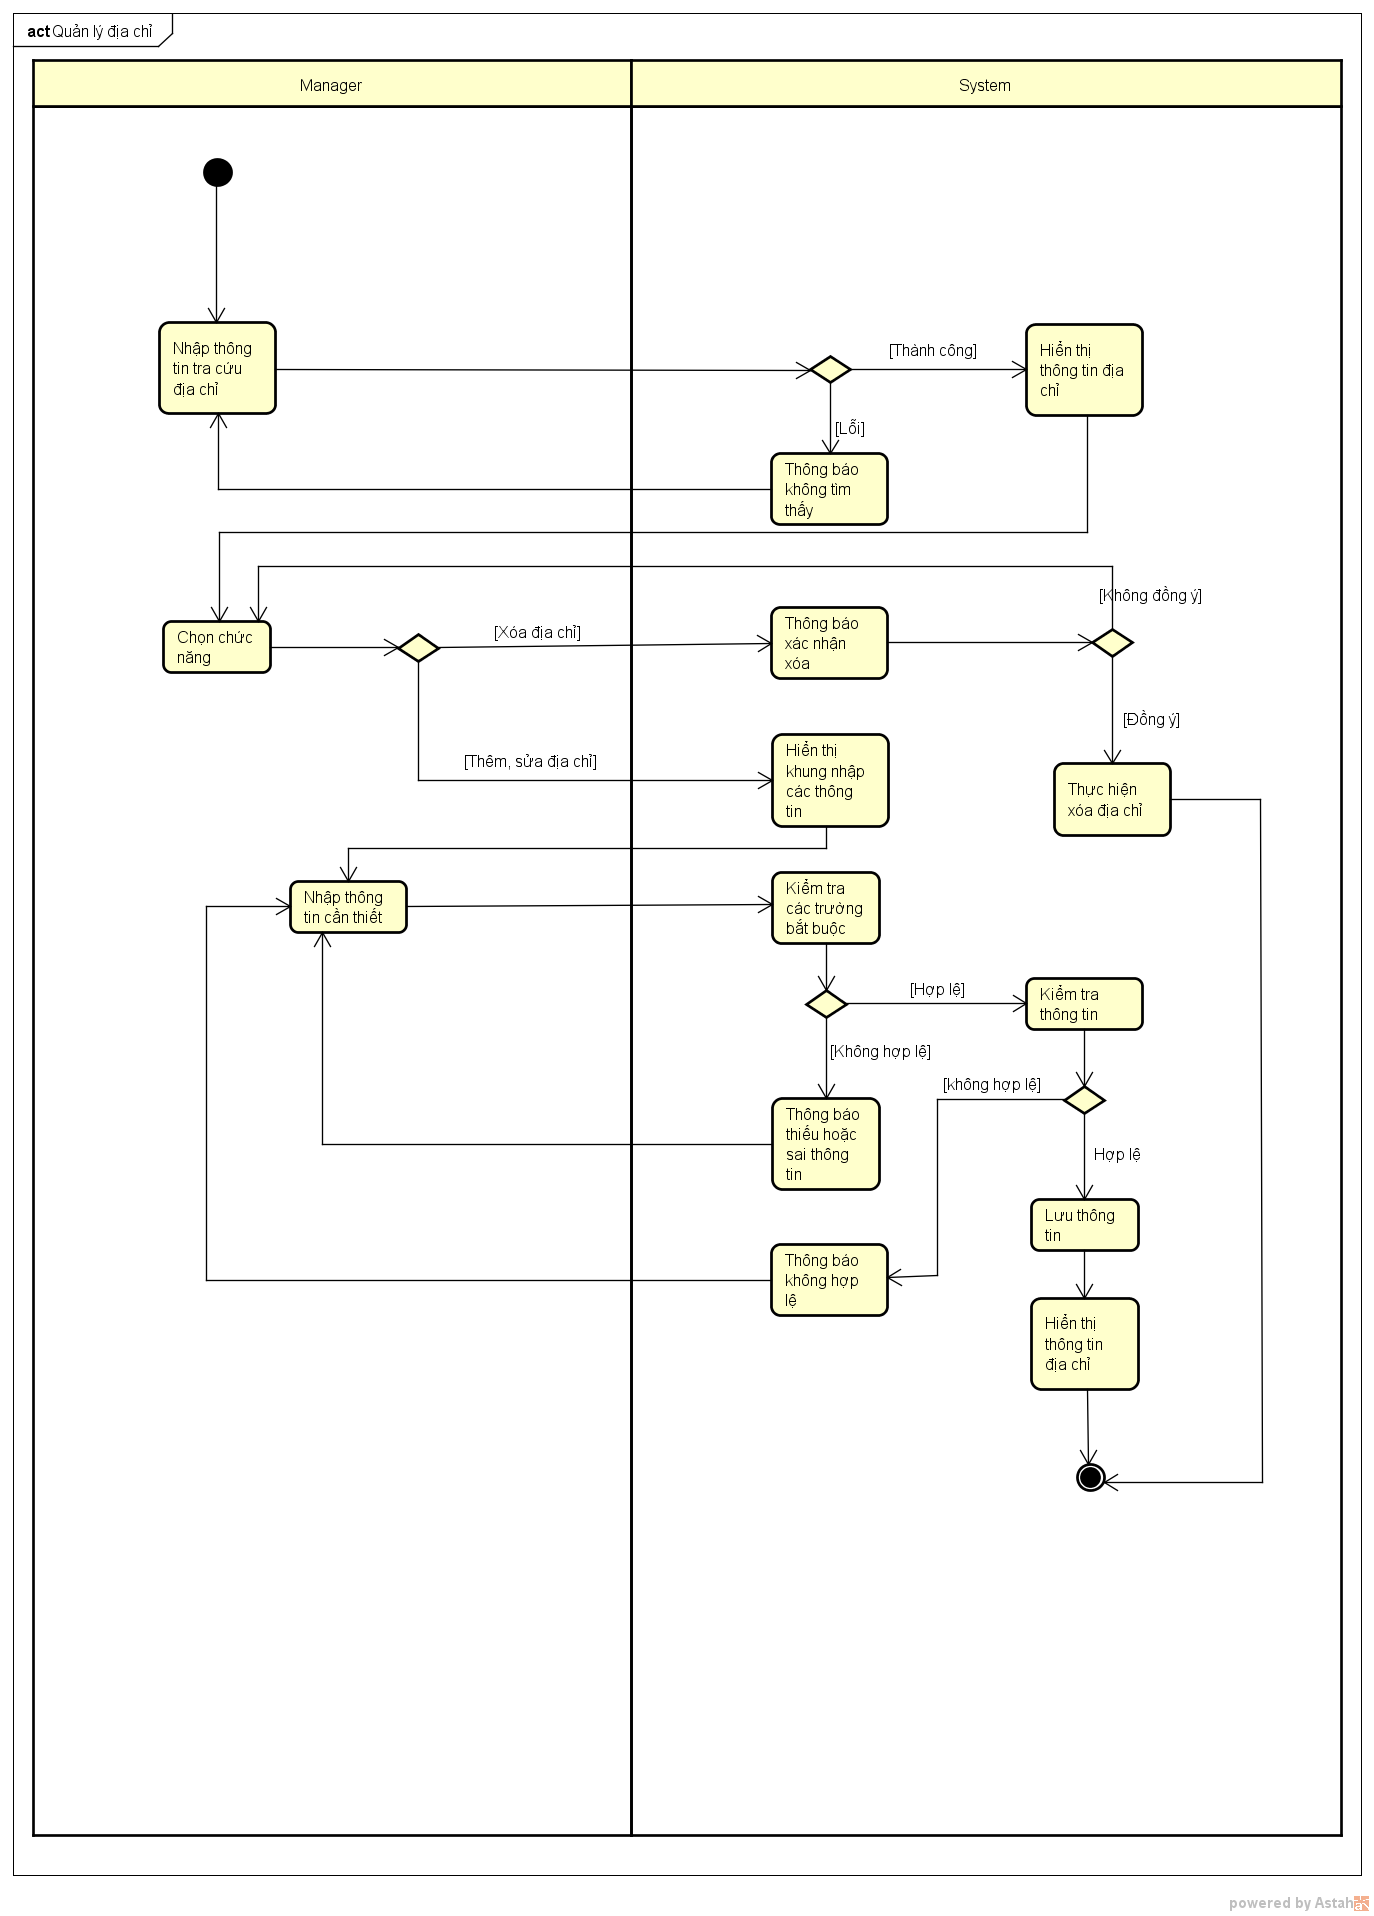 act Quản lý địa chỉ
Manager
System
Nhập thông
tin tra cứu
địa chỉ
[Thành công]
Hiển thị
thông tin địa
chỉ
[Lỗi]
Thông báo
không tìm
thấy
[Không đồng ý]
Chọn chức
năng
[Xóa địa chỉ]
Thông báo
xác nhận
xóa
[Đồng ý]
[Thêm, sửa địa chỉ]
Hiển thị
khung nhập
các thông
tin
Thực hiện
xóa địa chỉ
Nhập thông
tin cần thiết
Kiểm tra
các trường
bắt buộc
[Hợp lệ]
Kiểm tra
thông tin
[Không hợp lệ]
[không hợp lệ]
Thông báo
thiếu hoặc
sai thông
tin
Hợp lệ
Lưu thông
tin
Thông báo
không hợp
lệ
Hiển thị
thông tin
địa chỉ
powered by Astah